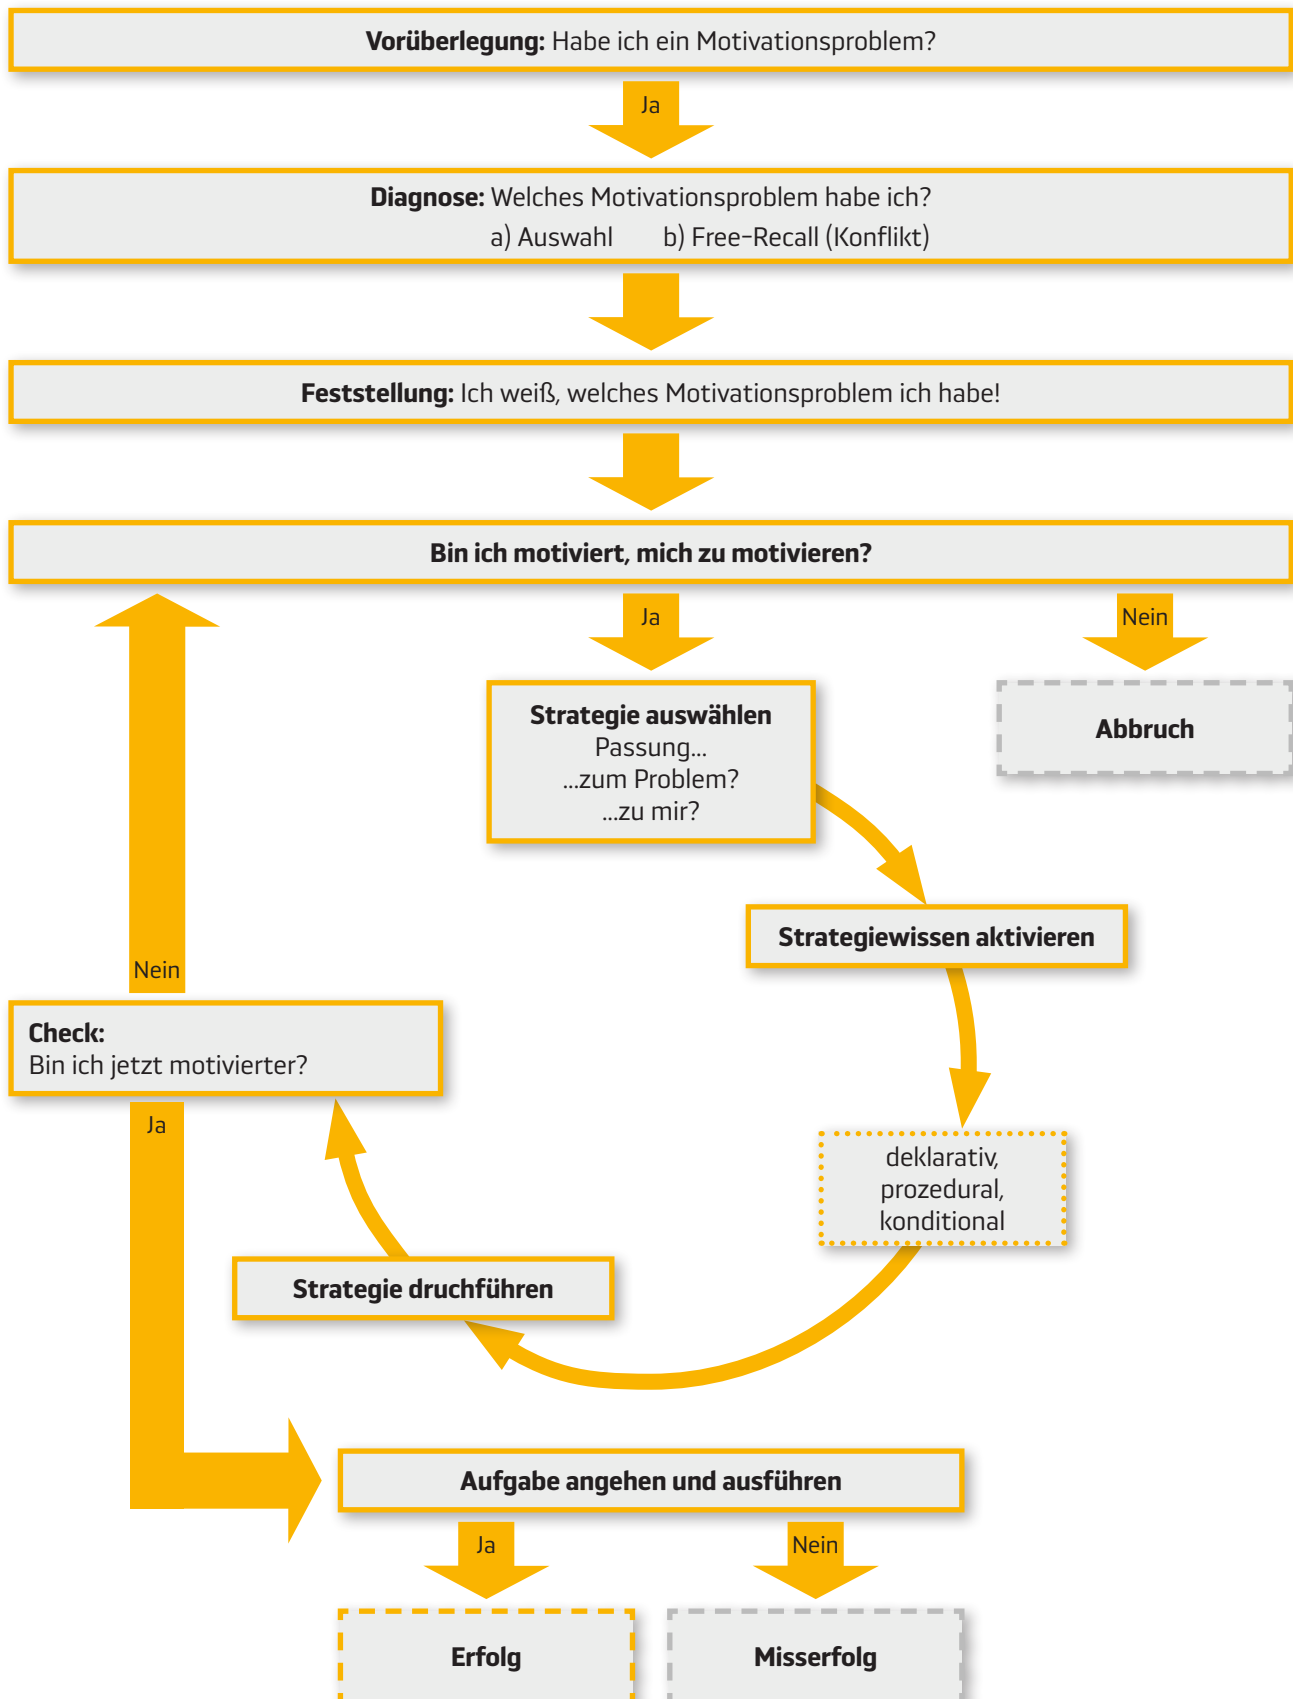 Vorüberlegung: Habe ich ein Motivationsproblem?
Ja
Diagnose: Welches Motivationsproblem habe ich?
a) Auswahl b) Free-Recall (Konflikt)
Feststellung: Ich weiß, welches Motivationsproblem ich habe!
Bin ich motiviert, mich zu motivieren?
Ja
Nein
Strategie auswählen
Passung...
...zum Problem?
...zu mir?
Abbruch
Strategiewissen aktivieren
Nein
Check:
Bin ich jetzt motivierter?
Ja
deklarativ,
prozedural,
konditional
Strategie druchführen
Aufgabe angehen und ausführen
Ja
Nein
Erfolg
Misserfolg